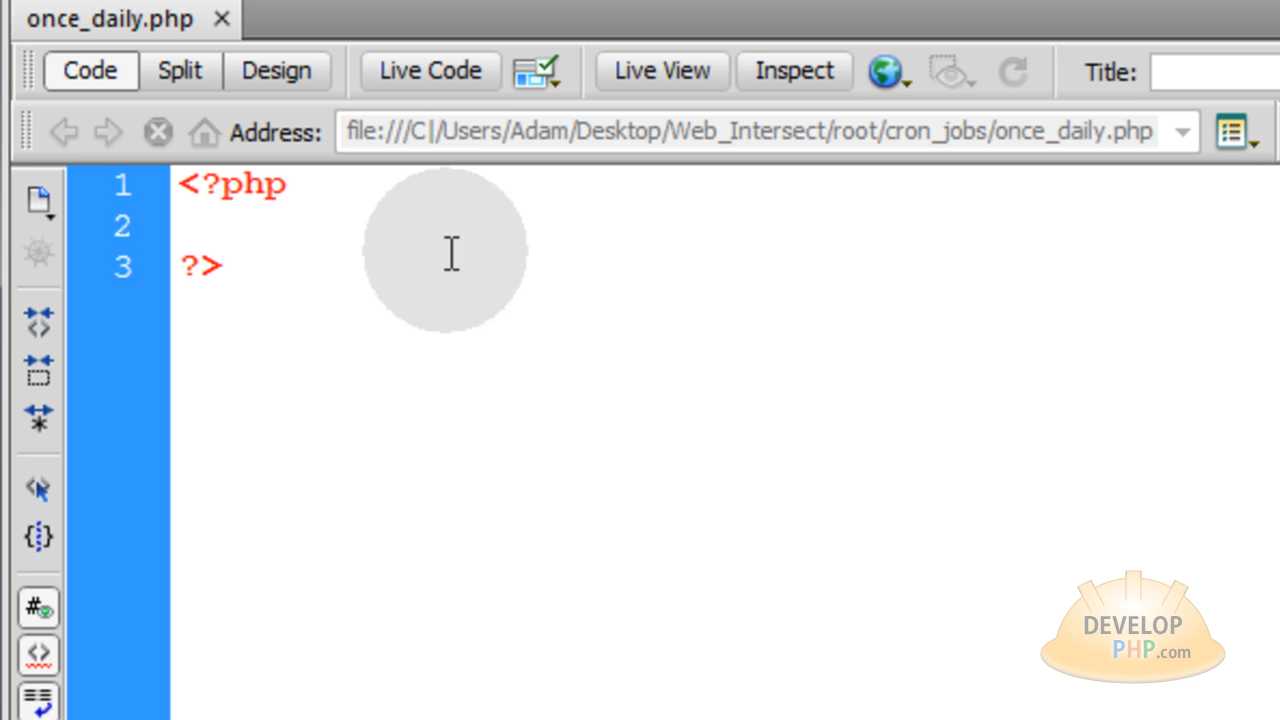 once_daily.php
Code Split Design Live Code Live View Inspect Title:
Address: file:///C|/Users/Adam/Desktop/Web_Intersect/root/cron_jobs/once_daily.php
1 <?php
2
3 ?>
DEVELOP
PHP.com